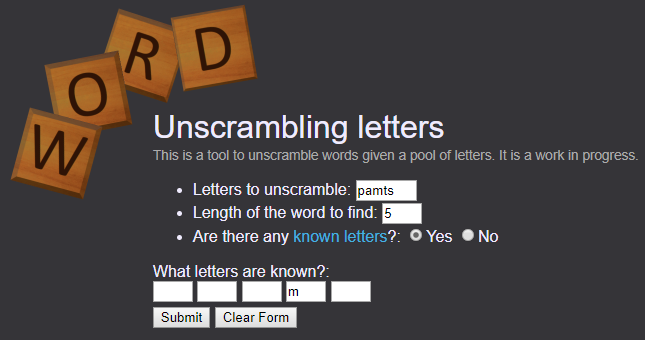 W O R D
Unscrambling letters
This is a tool to unscramble words given a pool of letters. It is a work in progress.
Letters to unscramble: pamts
Length of the word to find: 5
Are there any known letters?: Yes No
What letters are known?:
m
Submit Clear Form